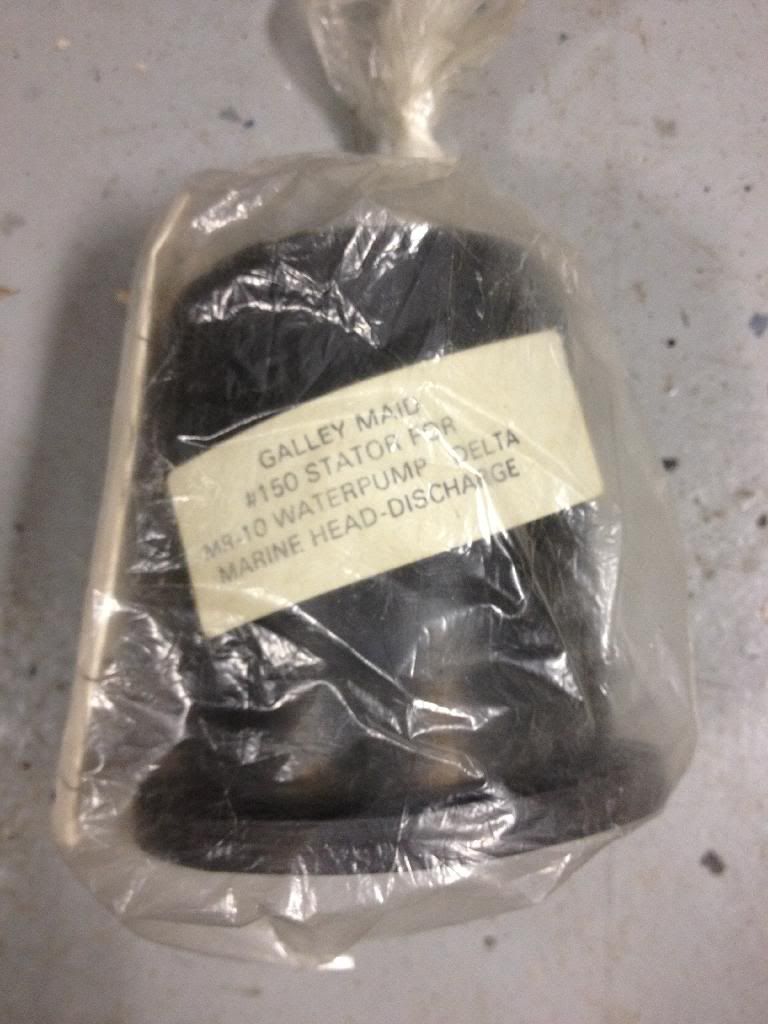 GALLEY MAID
#150 STATOR FOR
MR-10 WATERPUMP DELTA
MARINE HEAD-DISCHARGE